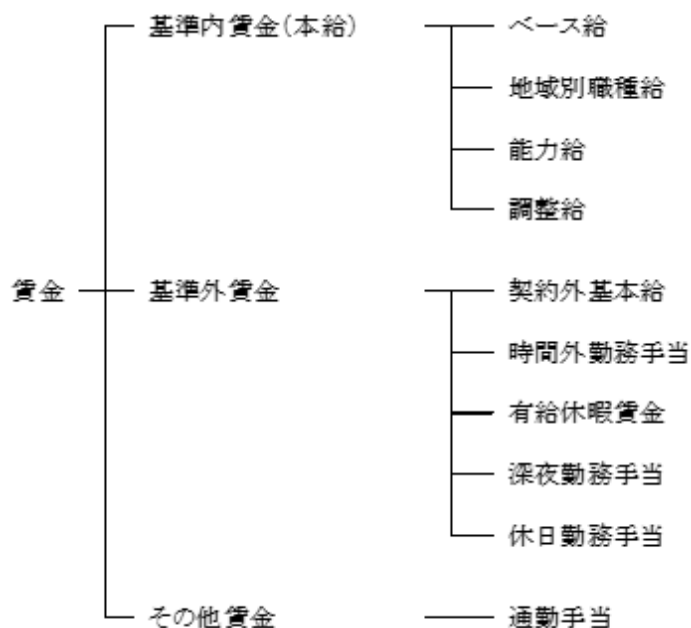 基準内賃金(本給) ベース給
地域別職種給
能力給
調整給
賃金 基準外賃金 契約外基本給
時間外勤務手当
有給休暇賃金
深夜勤務手当
休日勤務手当
その他賃金 通勤手当